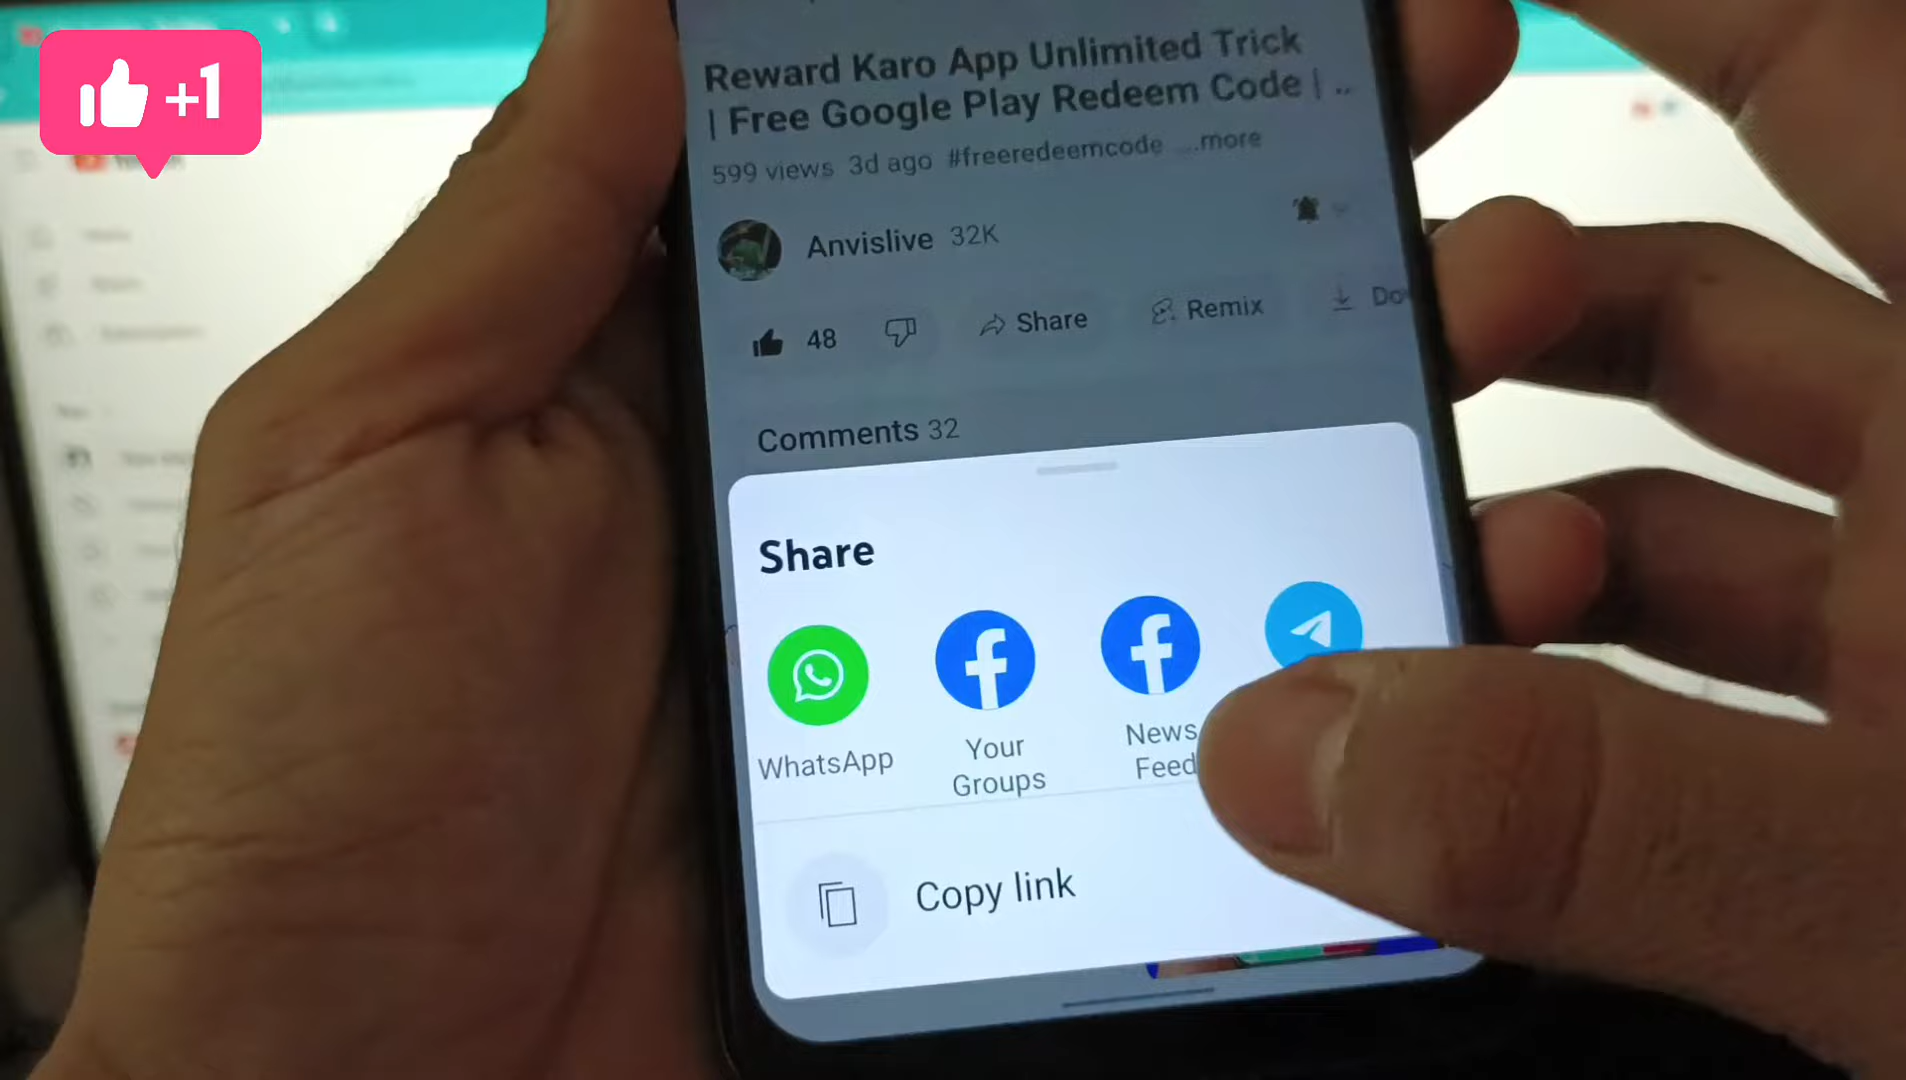 +1
Reward Karo App Unlimited Trick
| Free Google Play Redeem Code | ..
599 views 3d ago #freeredeemcode ...more
Anvislive 32K
48 Share Remix
Comments 32
Share
WhatsApp
Your
Groups
News
Feed
Copy link